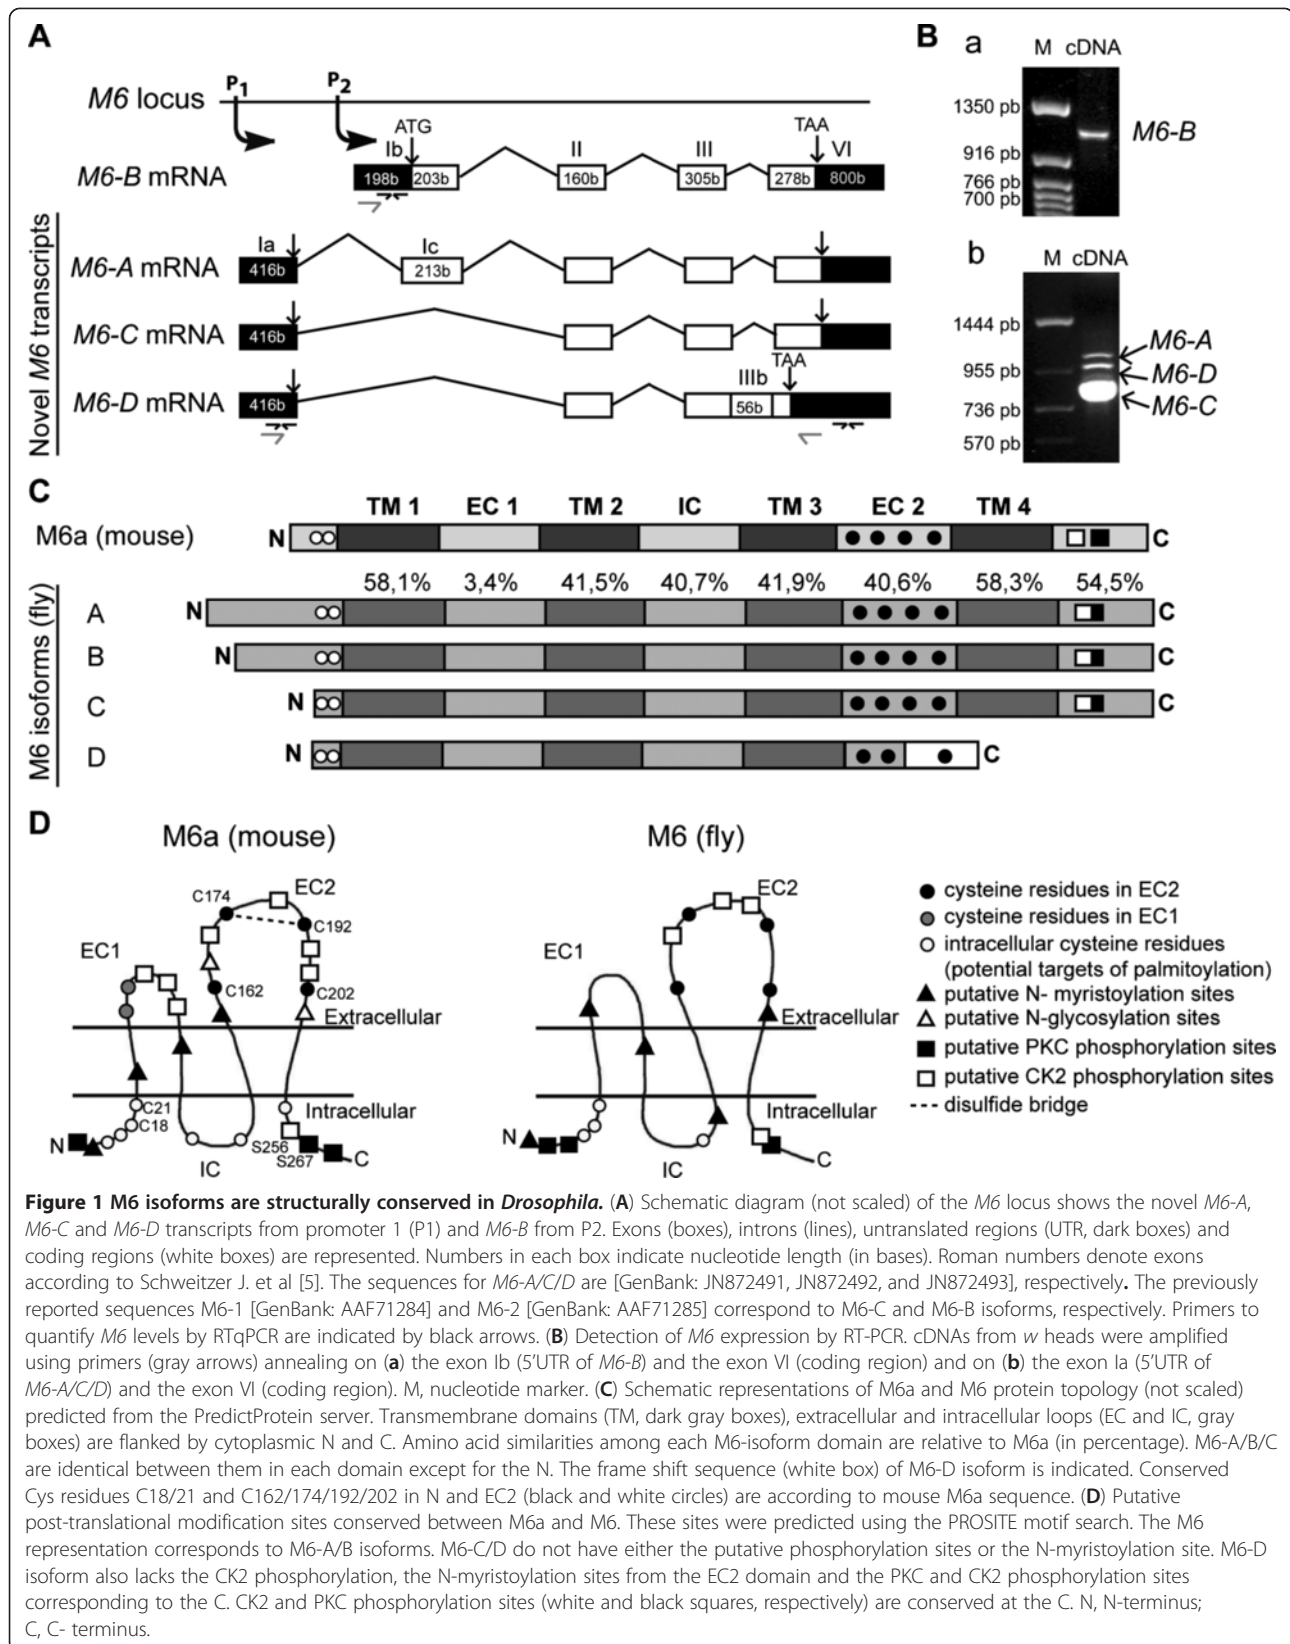 A
M6 locus
P1
P2
ATG
TAA
Ib
II
III
VI
M6-B mRNA
198b
203b
160b
305b
278b
800b
Novel M6 transcripts
Ia
Ic
M6-A mRNA
416b
213b
M6-C mRNA
416b
TAA
IIIb
M6-D mRNA
416b
56b
B
a
M cDNA
1350 pb
916 pb
766 pb
700 pb
M6-B
b
M cDNA
1444 pb
955 pb
736 pb
570 pb
M6-A
M6-D
M6-C
C
TM 1 EC 1 TM 2 IC TM 3 EC 2 TM 4
M6a (mouse) N C
58,1% 3,4% 41,5% 40,7% 41,9% 40,6% 58,3% 54,5%
M6 isoforms (fly)
A N C
B N C
C N C
D N C
D
M6a (mouse)
EC1
EC2
C174
C192
C162
C202
Extracellular
Intracellular
C21
C18
S256
S267
N
IC
C
M6 (fly)
EC1
EC2
Extracellular
Intracellular
N
IC
C
cysteine residues in EC2
cysteine residues in EC1
intracellular cysteine residues
(potential targets of palmitoylation)
putative N- myristoylation sites
putative N-glycosylation sites
putative PKC phosphorylation sites
putative CK2 phosphorylation sites
disulfide bridge
Figure 1 M6 isoforms are structurally conserved in Drosophila. (A) Schematic diagram (not scaled) of the M6 locus shows the novel M6-A,
M6-C and M6-D transcripts from promoter 1 (P1) and M6-B from P2. Exons (boxes), introns (lines), untranslated regions (UTR, dark boxes) and
coding regions (white boxes) are represented. Numbers in each box indicate nucleotide length (in bases). Roman numbers denote exons
according to Schweitzer J. et al [5]. The sequences for M6-A/C/D are [GenBank: JN872491, JN872492, and JN872493], respectively. The previously
reported sequences M6-1 [GenBank: AAF71284] and M6-2 [GenBank: AAF71285] correspond to M6-C and M6-B isoforms, respectively. Primers to
quantify M6 levels by RTqPCR are indicated by black arrows. (B) Detection of M6 expression by RT-PCR. cDNAs from w heads were amplified
using primers (gray arrows) annealing on (a) the exon Ib (5'UTR of M6-B) and the exon VI (coding region) and on (b) the exon Ia (5'UTR of
M6-A/C/D) and the exon VI (coding region). M, nucleotide marker. (C) Schematic representations of M6a and M6 protein topology (not scaled)
predicted from the PredictProtein server. Transmembrane domains (TM, dark gray boxes), extracellular and intracellular loops (EC and IC, gray
boxes) are flanked by cytoplasmic N and C. Amino acid similarities among each M6-isoform domain are relative to M6a (in percentage). M6-A/B/C
are identical between them in each domain except for the N. The frame shift sequence (white box) of M6-D isoform is indicated. Conserved
Cys residues C18/21 and C162/174/192/202 in N and EC2 (black and white circles) are according to mouse M6a sequence. (D) Putative
post-translational modification sites conserved between M6a and M6. These sites were predicted using the PROSITE motif search. The M6
representation corresponds to M6-A/B isoforms. M6-C/D do not have either the putative phosphorylation sites or the N-myristoylation site. M6-D
isoform also lacks the CK2 phosphorylation, the N-myristoylation sites from the EC2 domain and the PKC and CK2 phosphorylation sites
corresponding to the C. CK2 and PKC phosphorylation sites (white and black squares, respectively) are conserved at the C. N, N-terminus;
C, C- terminus.